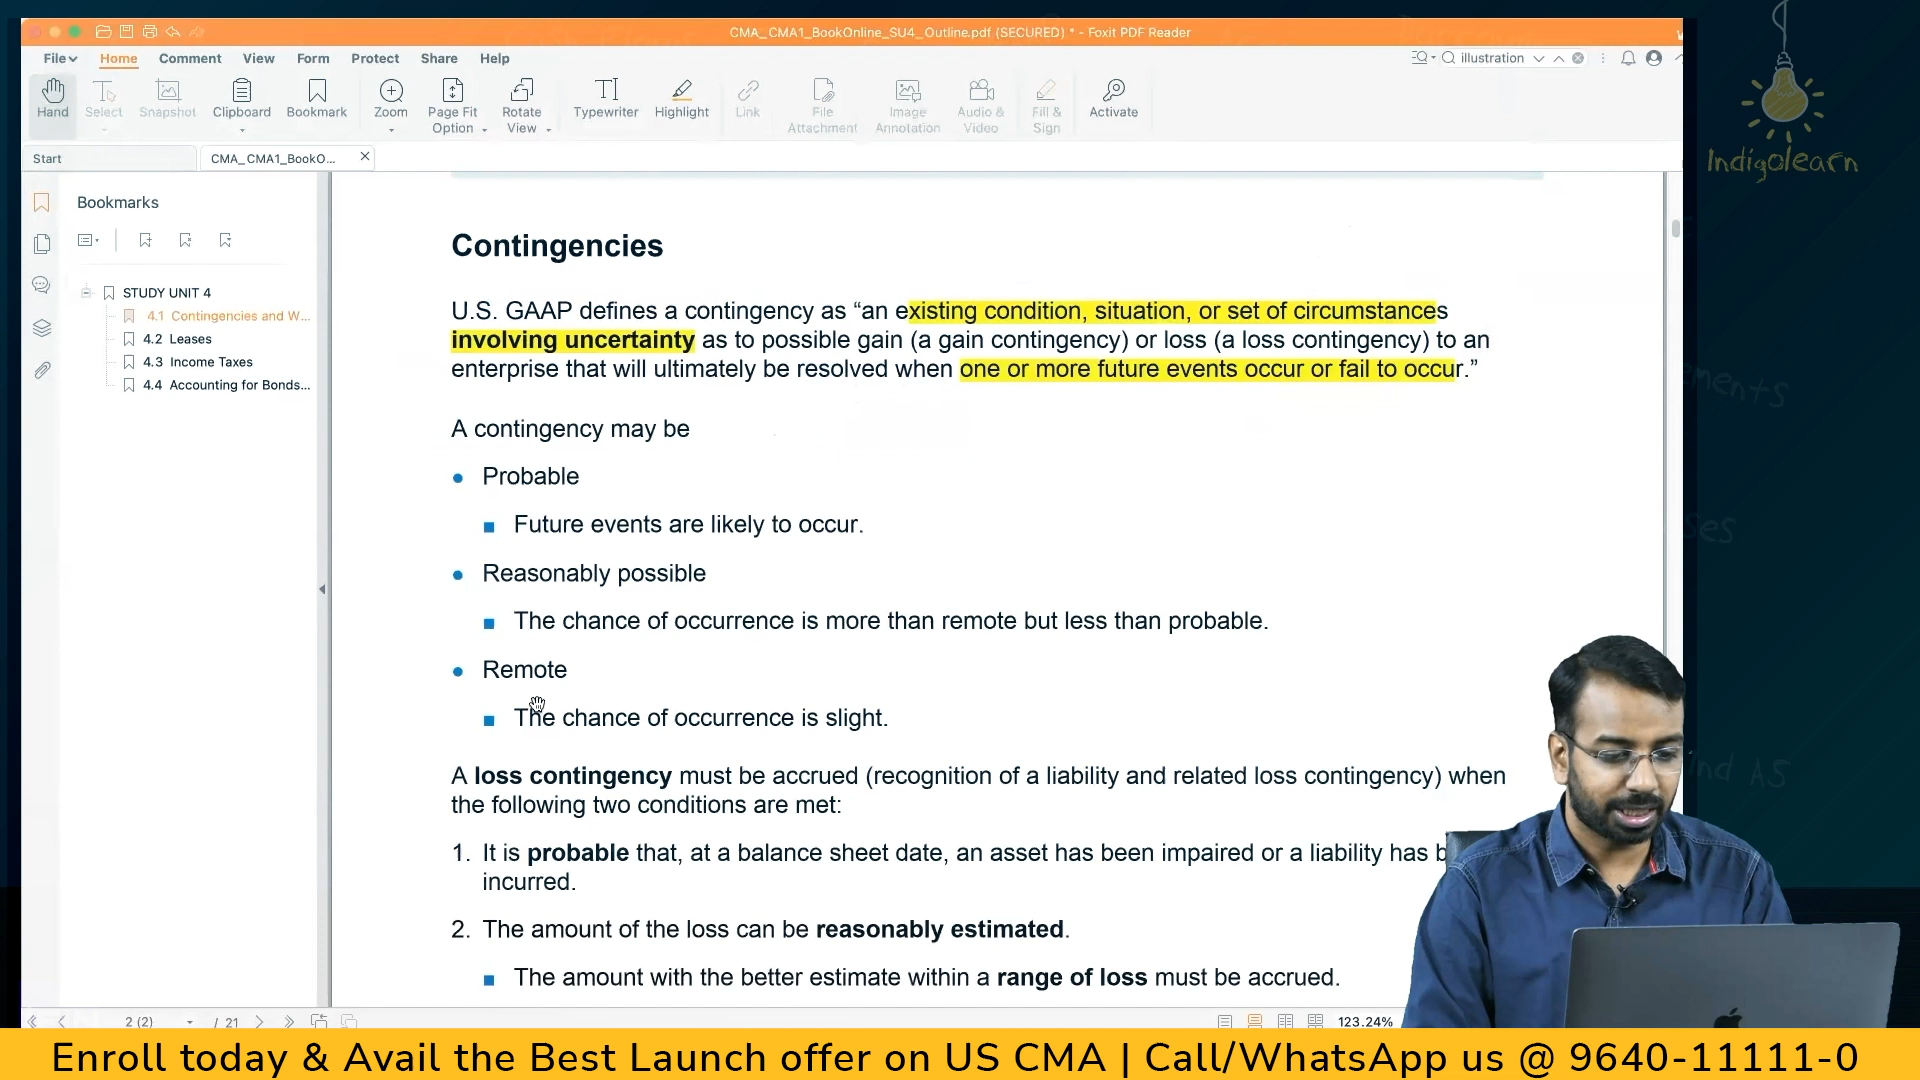 CMA_CMA1_BookOnline_SU4_Outline.pdf (SECURED) * - Foxit PDF Reader
File Home Comment View Form Protect Share Help
illustration
Hand Select Snapshot Clipboard Bookmark Zoom Page Fit Option Rotate View Typewriter Highlight Link File Attachment Image Annotation Audio & Video Fill & Sign Activate
Indigolearn
Start
CMA_CMA1_BookO...
Bookmarks
STUDY UNIT 4
4.1 Contingencies and W...
4.2 Leases
4.3 Income Taxes
4.4 Accounting for Bonds...
Contingencies
U.S. GAAP defines a contingency as “an existing condition, situation, or set of circumstances
involving uncertainty as to possible gain (a gain contingency) or loss (a loss contingency) to an
enterprise that will ultimately be resolved when one or more future events occur or fail to occur.”
A contingency may be
• Probable
■ Future events are likely to occur.
• Reasonably possible
■ The chance of occurrence is more than remote but less than probable.
• Remote
■ The chance of occurrence is slight.
A loss contingency must be accrued (recognition of a liability and related loss contingency) when
the following two conditions are met:
1. It is probable that, at a balance sheet date, an asset has been impaired or a liability has b
incurred.
2. The amount of the loss can be reasonably estimated.
■ The amount with the better estimate within a range of loss must be accrued.
2 (2) / 21
123.24%
Enroll today & Avail the Best Launch offer on US CMA | Call/WhatsApp us @ 9640-11111-0